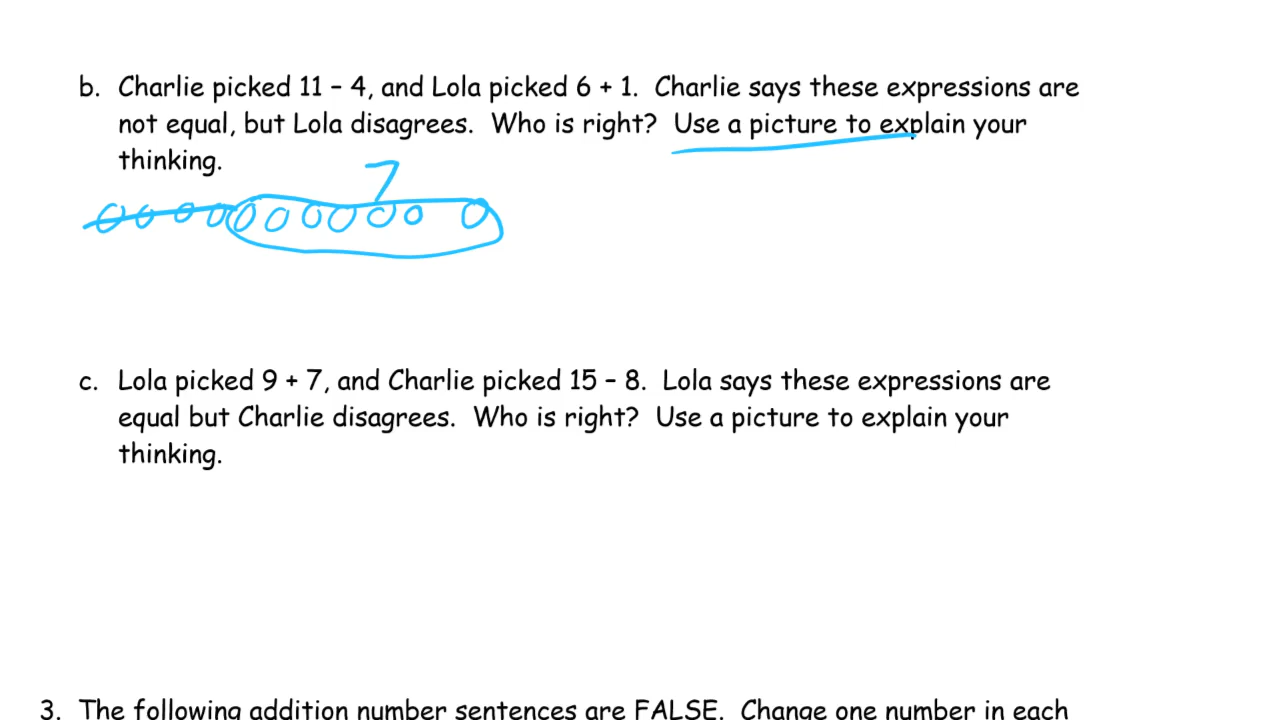 b. Charlie picked 11 – 4, and Lola picked 6 + 1. Charlie says these expressions are
not equal, but Lola disagrees. Who is right? Use a picture to explain your
thinking.
7
c. Lola picked 9 + 7, and Charlie picked 15 – 8. Lola says these expressions are
equal but Charlie disagrees. Who is right? Use a picture to explain your
thinking.
3. The following addition number sentences are FALSE. Change one number in each